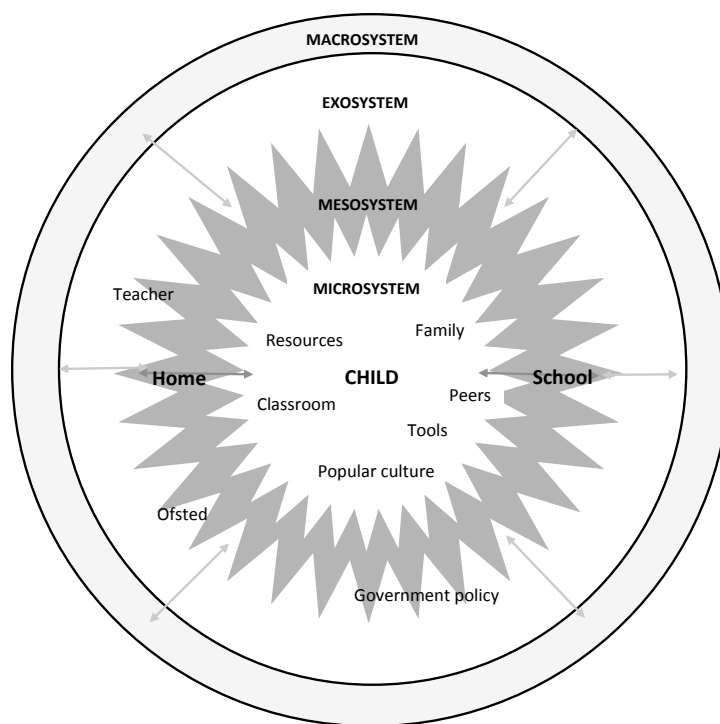 MACROSYSTEM
EXOSYSTEM
MESOSYSTEM
MICROSYSTEM
Teacher
Family
Resources
Home
CHILD
School
Peers
Classroom
Tools
Popular culture
Ofsted
Government policy